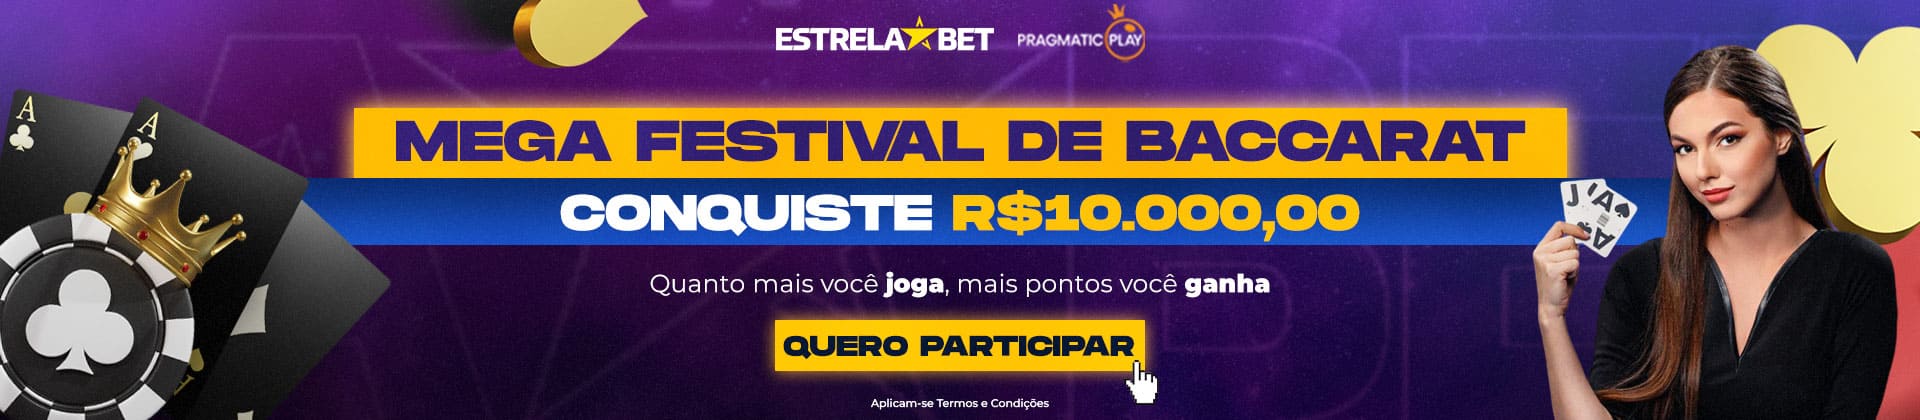 ESTRELA BET PRAGMATIC PLAY
MEGA FESTIVAL DE BACCARAT
CONQUISTE R$10.000,00
Quanto mais você joga, mais pontos você ganha
QUERO PARTICIPAR
Aplicam-se Termos e Condições
A
A
J A
A